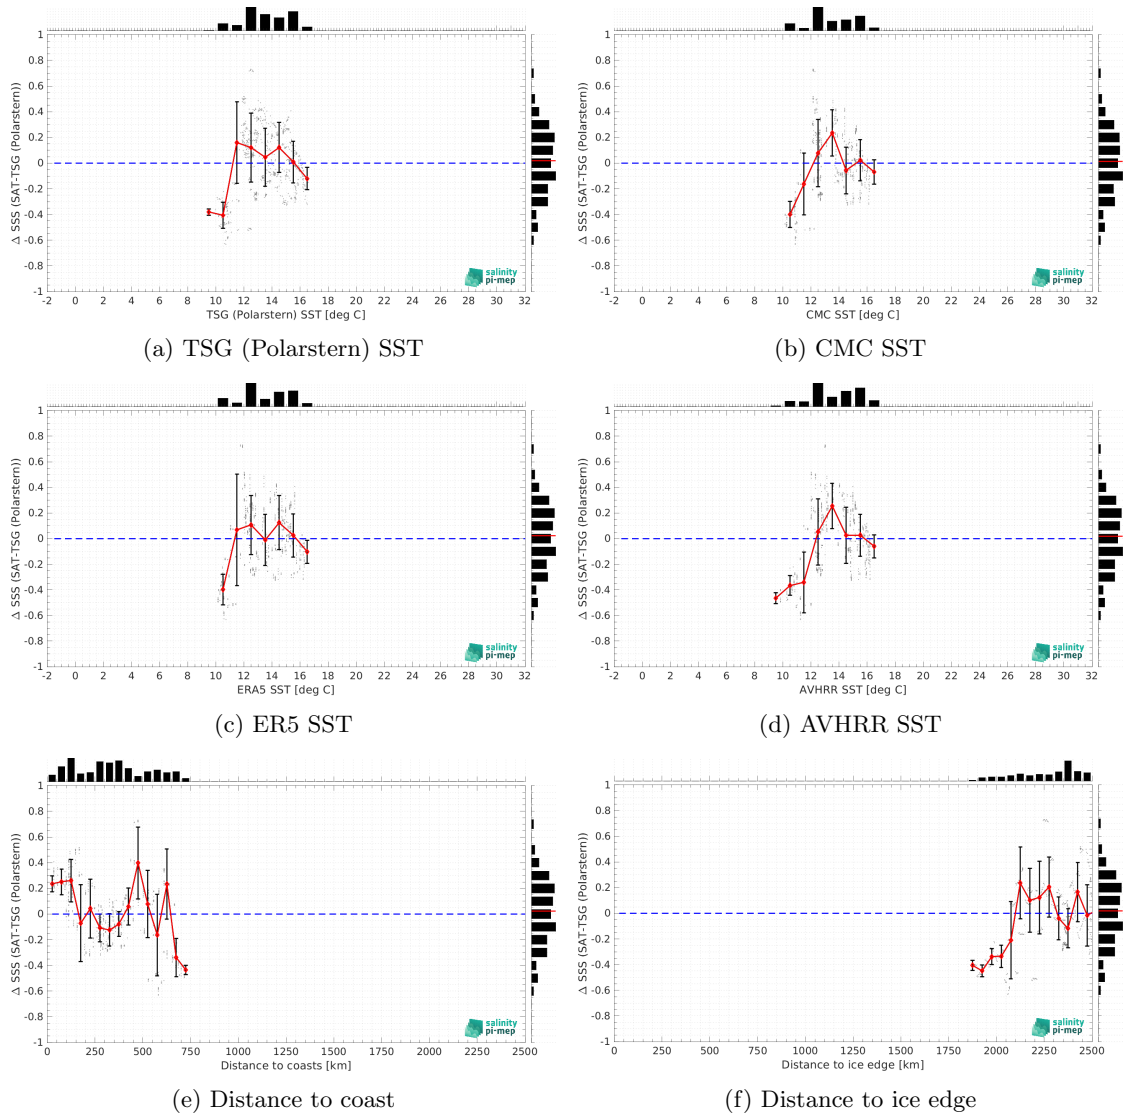 1
0.8
0.6
0.4
0.2
0
-0.2
-0.4
-0.6
-0.8
-1
Δ SSS (SAT-TSG (Polarstern))
salinity
pi-mep
-2 0 2 4 6 8 10 12 14 16 18 20 22 24 26 28 30 32
TSG (Polarstern) SST [deg C]
(a) TSG (Polarstern) SST
1
0.8
0.6
0.4
0.2
0
-0.2
-0.4
-0.6
-0.8
-1
Δ SSS (SAT-TSG (Polarstern))
salinity
pi-mep
-2 0 2 4 6 8 10 12 14 16 18 20 22 24 26 28 30 32
CMC SST [deg C]
(b) CMC SST
1
0.8
0.6
0.4
0.2
0
-0.2
-0.4
-0.6
-0.8
-1
Δ SSS (SAT-TSG (Polarstern))
salinity
pi-mep
-2 0 2 4 6 8 10 12 14 16 18 20 22 24 26 28 30 32
ERA5 SST [deg C]
(c) ER5 SST
1
0.8
0.6
0.4
0.2
0
-0.2
-0.4
-0.6
-0.8
-1
Δ SSS (SAT-TSG (Polarstern))
salinity
pi-mep
-2 0 2 4 6 8 10 12 14 16 18 20 22 24 26 28 30 32
AVHRR SST [deg C]
(d) AVHRR SST
1
0.8
0.6
0.4
0.2
0
-0.2
-0.4
-0.6
-0.8
-1
Δ SSS (SAT-TSG (Polarstern))
salinity
pi-mep
0 250 500 750 1000 1250 1500 1750 2000 2250 2500
Distance to coasts [km]
(e) Distance to coast
1
0.8
0.6
0.4
0.2
0
-0.2
-0.4
-0.6
-0.8
-1
Δ SSS (SAT-TSG (Polarstern))
salinity
pi-mep
0 250 500 750 1000 1250 1500 1750 2000 2250 2500
Distance to ice edge [km]
(f) Distance to ice edge